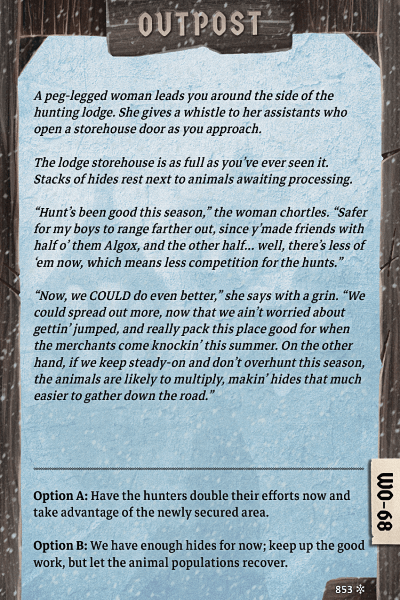 OUTPOST
A peg-legged woman leads you around the side of the
hunting lodge. She gives a whistle to her assistants who
open a storehouse door as you approach.
The lodge storehouse is as full as you’ve ever seen it.
Stacks of hides rest next to animals awaiting processing.
“Hunt’s been good this season,” the woman chortles. “Safer
for my boys to range farther out, since y’made friends with
half o’ them Algox, and the other half... well, there’s less of
‘em now, which means less competition for the hunts.”
“Now, we COULD do even better,” she says with a grin. “We
could spread out more, now that we ain’t worried about
gettin’ jumped, and really pack this place good for when
the merchants come knockin’ this summer. On the other
hand, if we keep steady-on and don’t overhunt this season,
the animals are likely to multiply, makin’ hides that much
easier to gather down the road.”
Option A: Have the hunters double their efforts now and
take advantage of the newly secured area.
Option B: We have enough hides for now; keep up the good
work, but let the animal populations recover.
WO-68
853